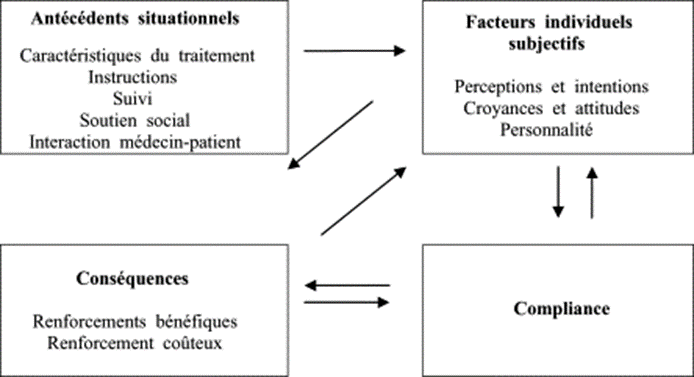 Antécédents situationnels
Caractéristiques du traitement
Instructions
Suivi
Soutien social
Interaction médecin-patient
Facteurs individuels
subjectifs
Perceptions et intentions
Croyances et attitudes
Personnalité
Conséquences
Renforcements bénéfiques
Renforcement coûteux
Compliance